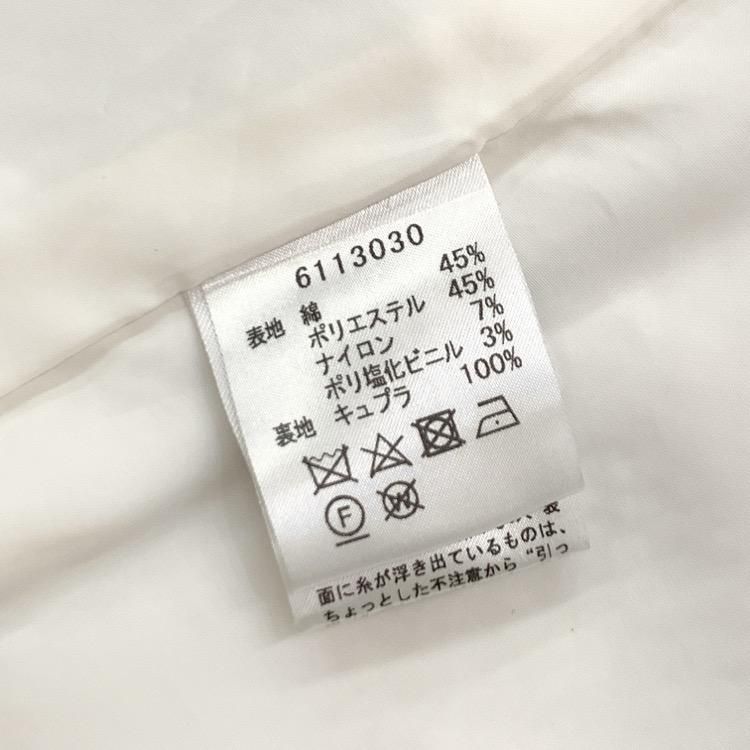 6113030
表地 綿 45%
ポリエステル 45%
ナイロン 7%
ポリ塩化ビニル 3%
裏地 キュプラ 100%
F W
面に糸が浮き出ているものは、
ちょっとした不注意から“引っ